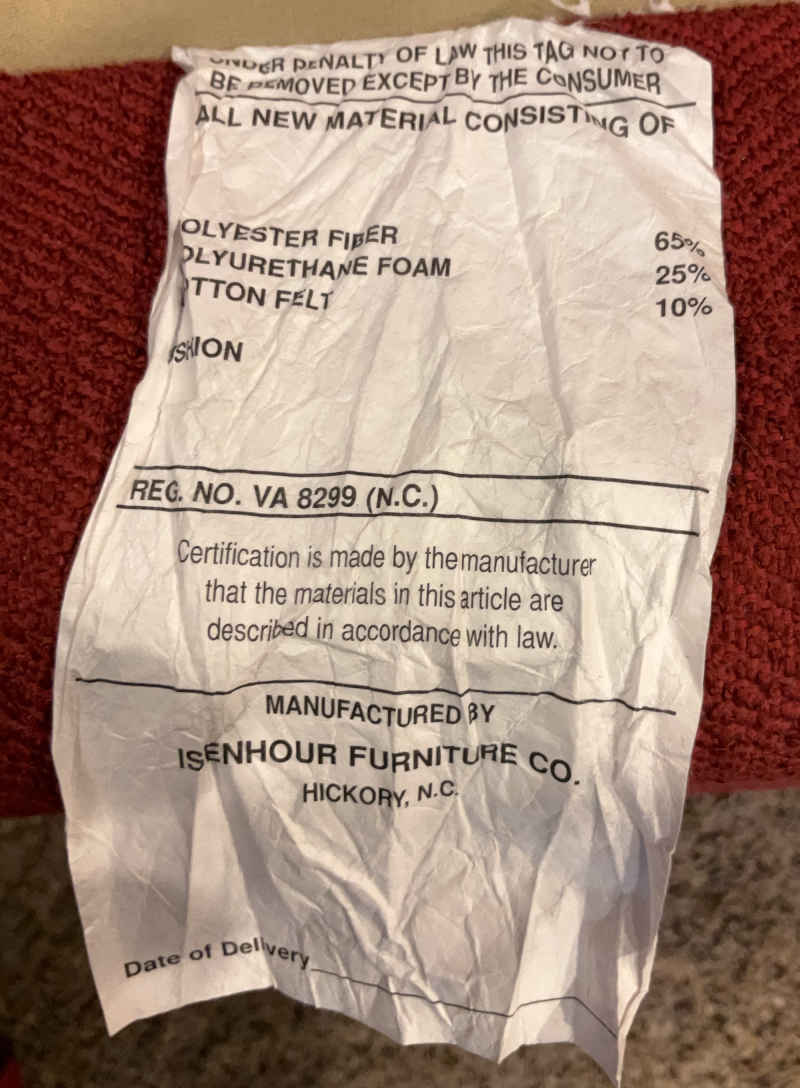 UNDER PENALTY OF LAW THIS TAG NOT TO
BE REMOVED EXCEPT BY THE CONSUMER
ALL NEW MATERIAL CONSISTING OF
OLYESTER FIBER 65%
OLYURETHANE FOAM 25%
OTTON FELT 10%
USHION
REG. NO. VA 8299 (N.C.)
Certification is made by the manufacturer
that the materials in this article are
described in accordance with law.
MANUFACTURED BY
ISENHOUR FURNITURE CO.
HICKORY, N.C.
Date of Delivery